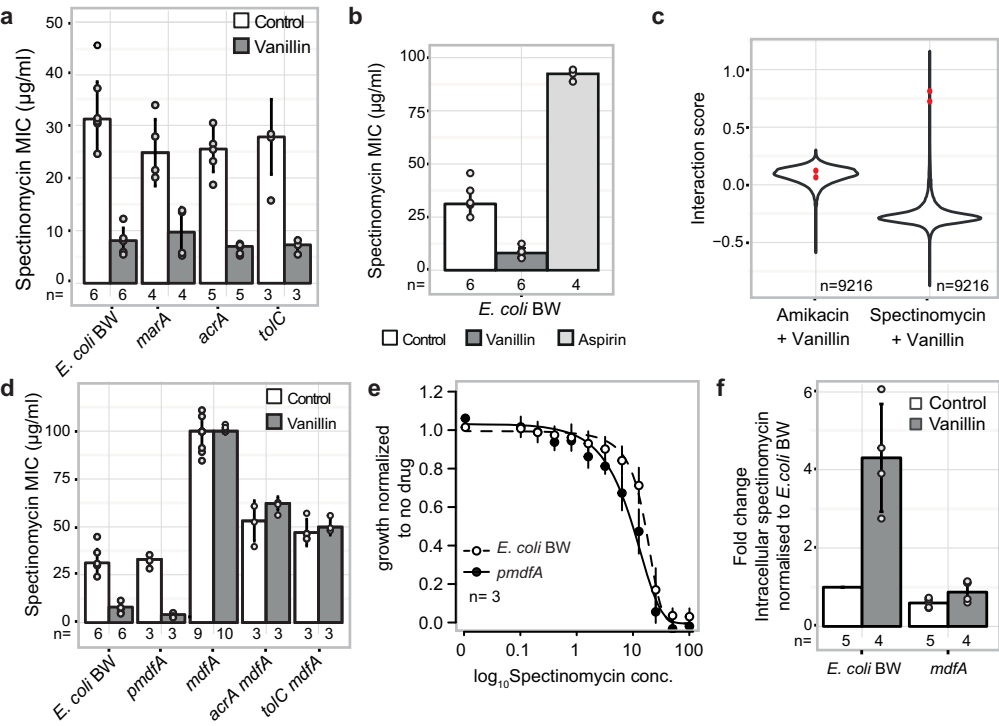 a
Spectinomycin MIC (µg/ml)
50
40
30
20
10
0
Control
Vanillin
n=
6 6 4 4 5 5 3 3
E. coli BW
marA
acrA
tolC
b
Spectinomycin MIC (µg/ml)
100
75
50
25
0
n=
6 6 4
E. coli BW
Control Vanillin Aspirin
c
Interaction score
1.0
0.5
0.0
−0.5
n=9216 n=9216
Amikacin
+ Vanillin
Spectinomycin
+ Vanillin
d
Spectinomycin MIC (µg/ml)
100
75
50
25
0
Control
Vanillin
n=
6 6 3 3 9 10 3 3 3 3
E. coli BW
pmdfA
mdfA
acrA mdfA
tolC mdfA
e
growth normalized
to no drug
1.2
1.0
0.8
0.6
0.4
0.2
0.0
E. coli BW
pmdfA
n= 3
0 0.1 1 10 100
log10Spectinomycin conc.
f
Fold change
Intracellular spectinomycin
normalised to E.coli BW
6
4
2
0
Control
Vanillin
n=
5 4 5 4
E. coli BW mdfA